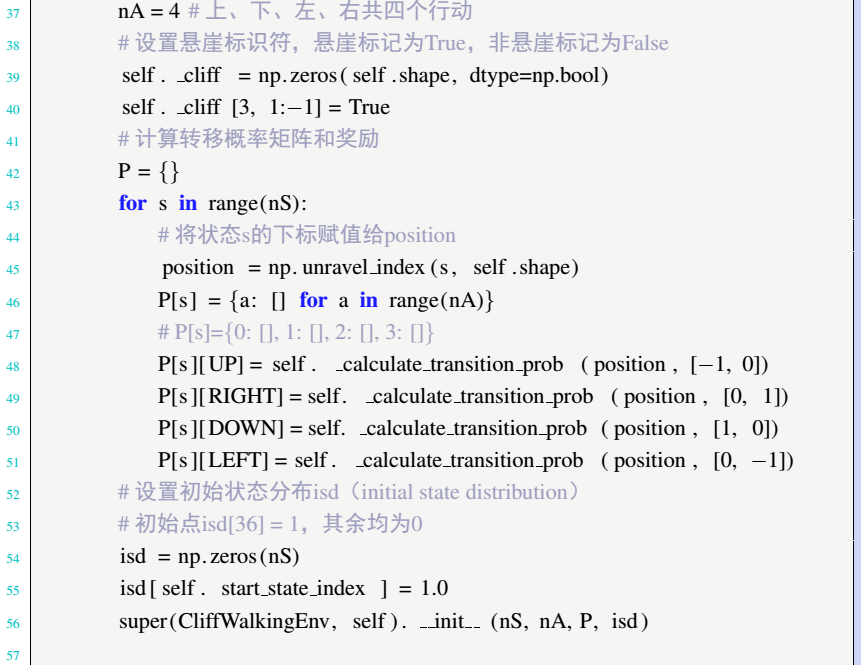 37 nA = 4 # 上、下、左、右共四个行动
38 # 设置悬崖标识符，悬崖标记为True，非悬崖标记为False
39 self._cliff = np.zeros(self.shape, dtype=np.bool)
40 self._cliff[3, 1:−1] = True
41 # 计算转移概率矩阵和奖励
42 P = {}
43 for s in range(nS):
44 # 将状态s的下标赋值给position
45 position = np.unravel_index(s, self.shape)
46 P[s] = {a: [] for a in range(nA)}
47 # P[s]={0: [], 1: [], 2: [], 3: []}
48 P[s][UP] = self._calculate_transition_prob(position, [−1, 0])
49 P[s][RIGHT] = self._calculate_transition_prob(position, [0, 1])
50 P[s][DOWN] = self._calculate_transition_prob(position, [1, 0])
51 P[s][LEFT] = self._calculate_transition_prob(position, [0, −1])
52 # 设置初始状态分布isd（initial state distribution）
53 # 初始点isd[36] = 1，其余均为0
54 isd = np.zeros(nS)
55 isd[self.start_state_index] = 1.0
56 super(CliffWalkingEnv, self).__init__(nS, nA, P, isd)
57